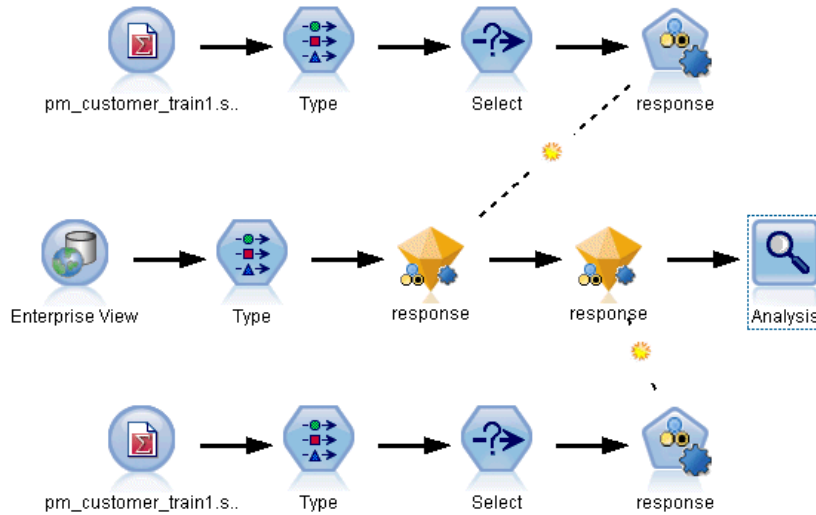 pm_customer_train1.s..
Type
Select
response
Enterprise View
Type
response
response
Analysis
pm_customer_train1.s..
Type
Select
response